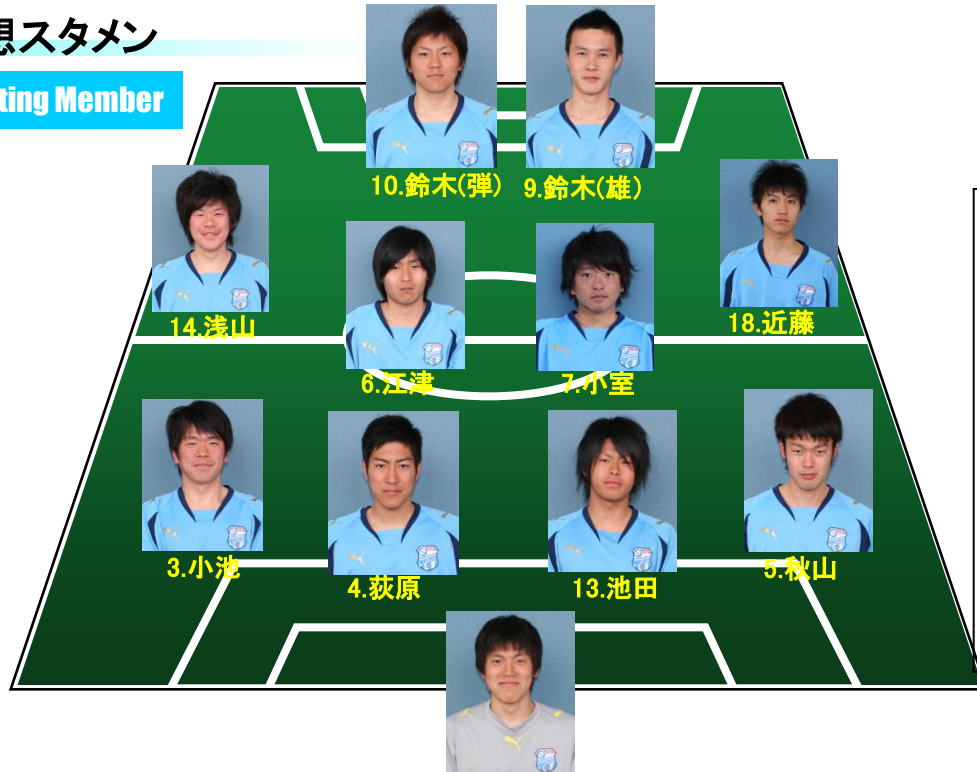 想スタメン
ting Member
10.鈴木(弾)
9.鈴木(雄)
14.浅山
18.近藤
6.江津
7.小室
3.小池
4.荻原
13.池田
5.秋山